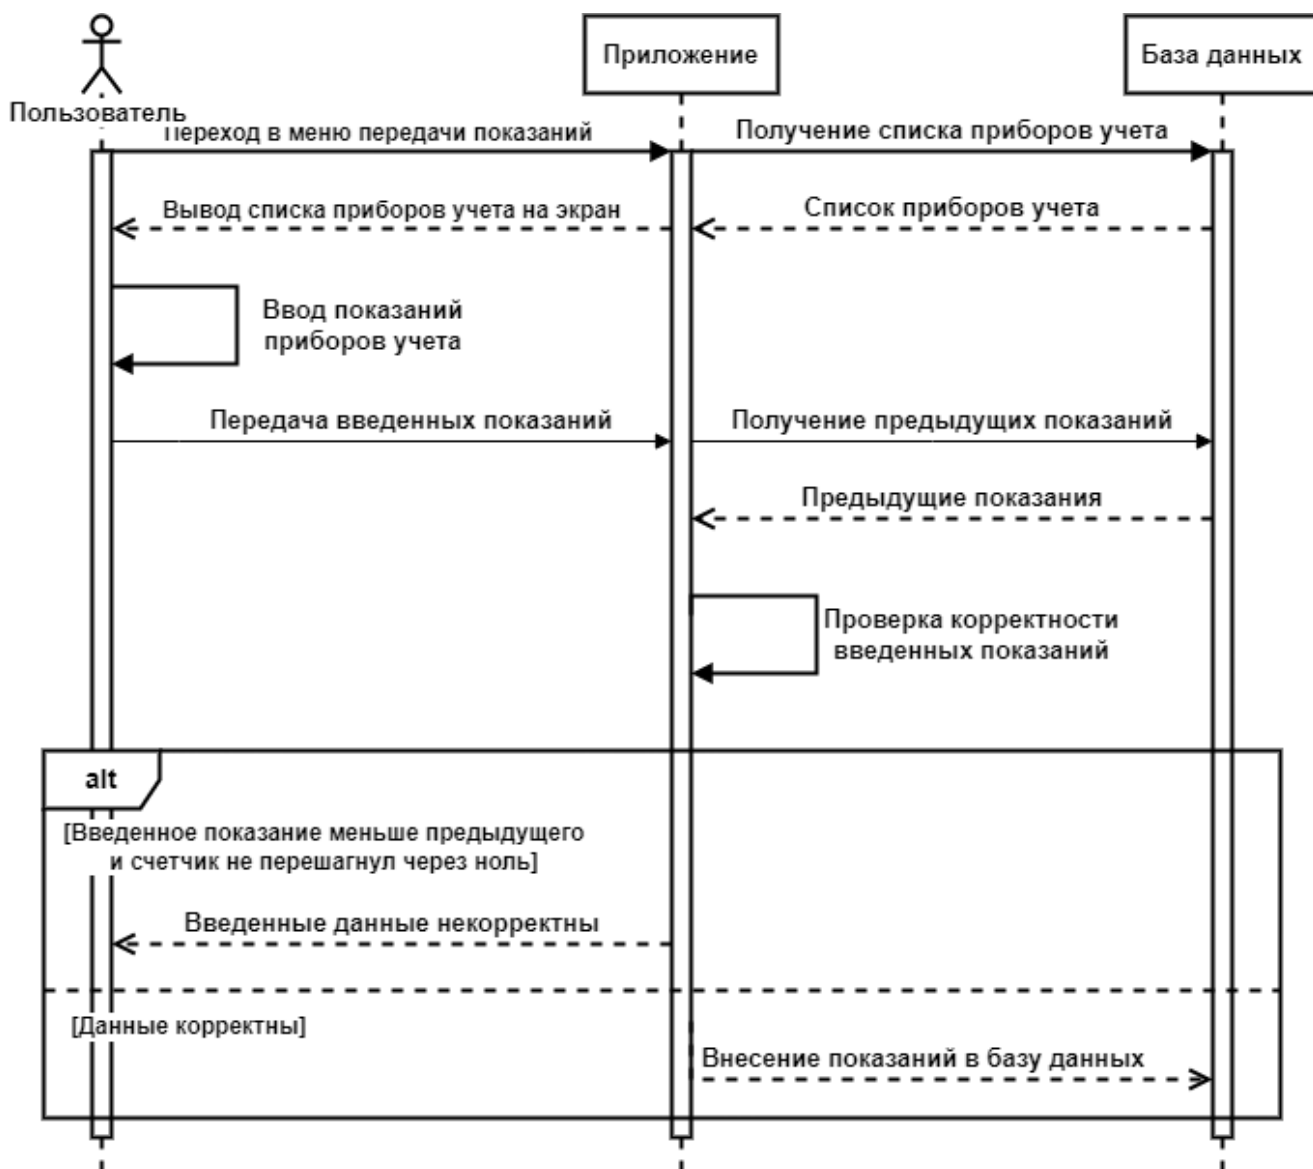 Пользователь
Приложение
База данных
Переход в меню передачи показаний
Получение списка приборов учета
Вывод списка приборов учета на экран
Список приборов учета
Ввод показаний
приборов учета
Передача введенных показаний
Получение предыдущих показаний
Предыдущие показания
Проверка корректности
введенных показаний
alt
[Введенное показание меньше предыдущего
и счетчик не перешагнул через ноль]
Введенные данные некорректны
[Данные корректны]
Внесение показаний в базу данных